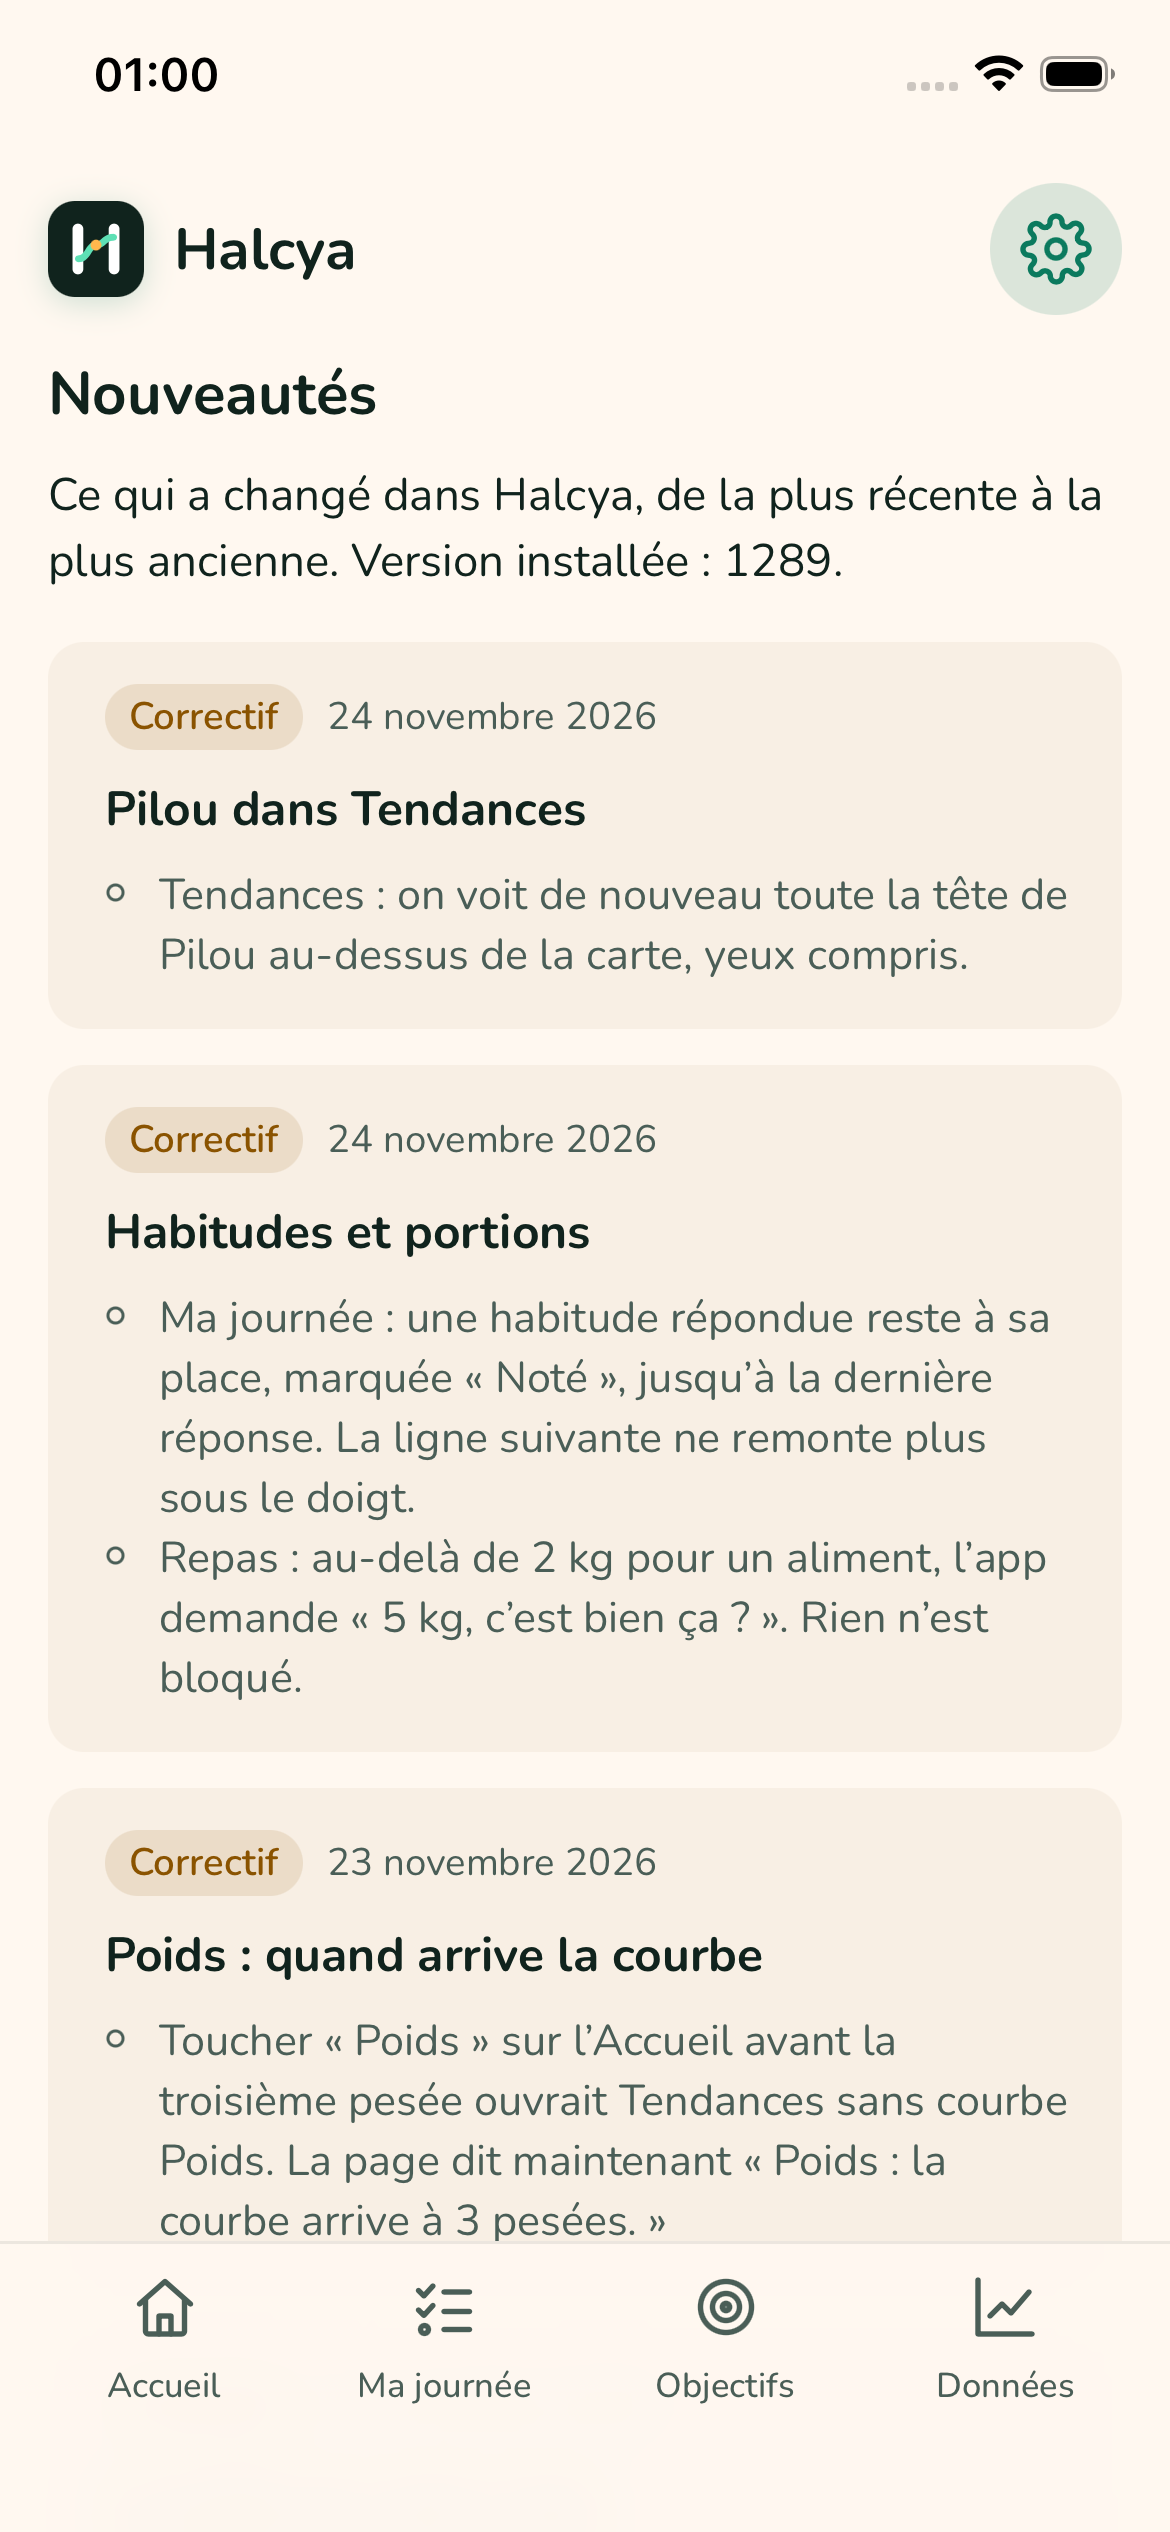 01:00
Halcya
Nouveautés
Ce qui a changé dans Halcya, de la plus récente à la
plus ancienne. Version installée : 1289.
Correctif 24 novembre 2026
Pilou dans Tendances
Tendances : on voit de nouveau toute la tête de
Pilou au-dessus de la carte, yeux compris.
Correctif 24 novembre 2026
Habitudes et portions
Ma journée : une habitude répondue reste à sa
place, marquée « Noté », jusqu’à la dernière
réponse. La ligne suivante ne remonte plus
sous le doigt.
Repas : au-delà de 2 kg pour un aliment, l’app
demande « 5 kg, c’est bien ça ? ». Rien n’est
bloqué.
Correctif 23 novembre 2026
Poids : quand arrive la courbe
Toucher « Poids » sur l’Accueil avant la
troisième pesée ouvrait Tendances sans courbe
Poids. La page dit maintenant « Poids : la
courbe arrive à 3 pesées. »
Accueil Ma journée Objectifs Données